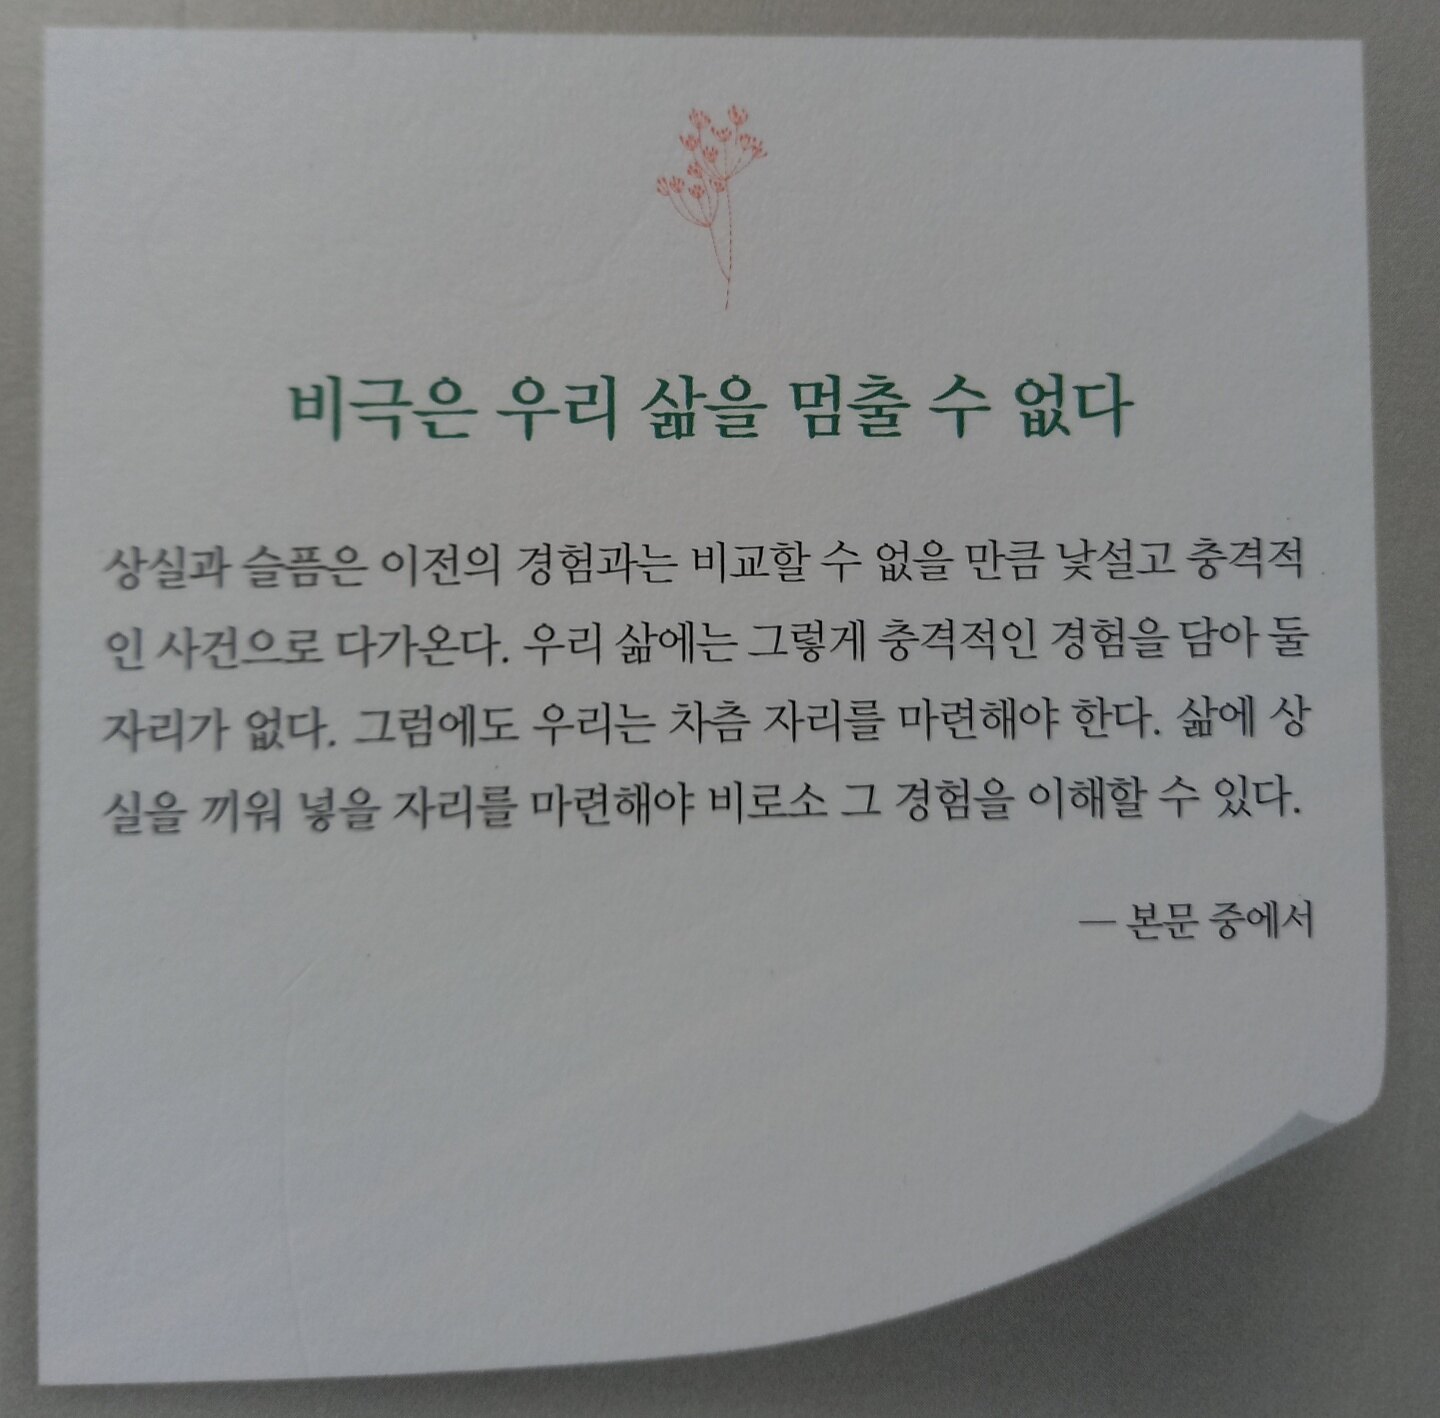 비극은 우리 삶을 멈출 수 없다
상실과 슬픔은 이전의 경험과는 비교할 수 없을 만큼 낯설고 충격적
인 사건으로 다가온다. 우리 삶에는 그렇게 충격적인 경험을 담아 둘
자리가 없다. 그럼에도 우리는 차츰 자리를 마련해야 한다. 삶에 상
실을 끼워 넣을 자리를 마련해야 비로소 그 경험을 이해할 수 있다.
— 본문 중에서